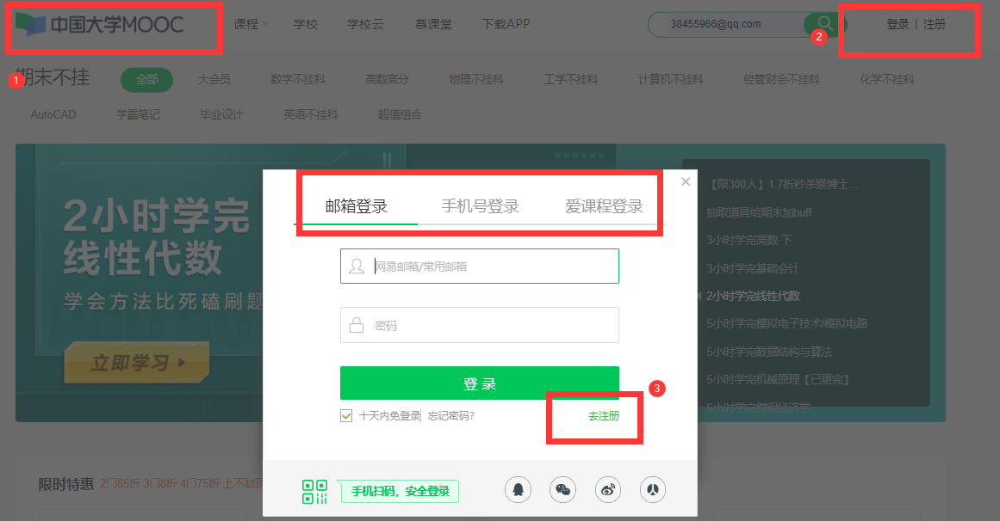 中国大学MOOC 课程 学校 学校云 慕课堂 下载APP 38455966@qq.com 登录 | 注册
2
1 期末不挂 全部 大会员 数学不挂科 高数高分 物理不挂科 工学不挂科 计算机不挂科 经管财会不挂科 化学不挂科
AutoCAD 学霸笔记 毕业设计 英语不挂科 超值组合
2小时学完
线性代数
学会方法比死磕刷题
立即学习
【限300人】1.7折秒杀猴博士...
抽取道具给期末加buff
3小时学完高数·下
3小时学完基础会计
2小时学完线性代数
5小时学完模拟电子技术/模拟电路
5小时学完数据结构与算法
5小时学完机械原理【已更完】
6小时学完微观经济学
邮箱登录 手机号登录 爱课程登录
网易邮箱/常用邮箱
密码
登录
3
十天内免登录 忘记密码? 去注册
手机扫码，安全登录
限时特惠 2门85折 3门8折 4门75折 上不封顶